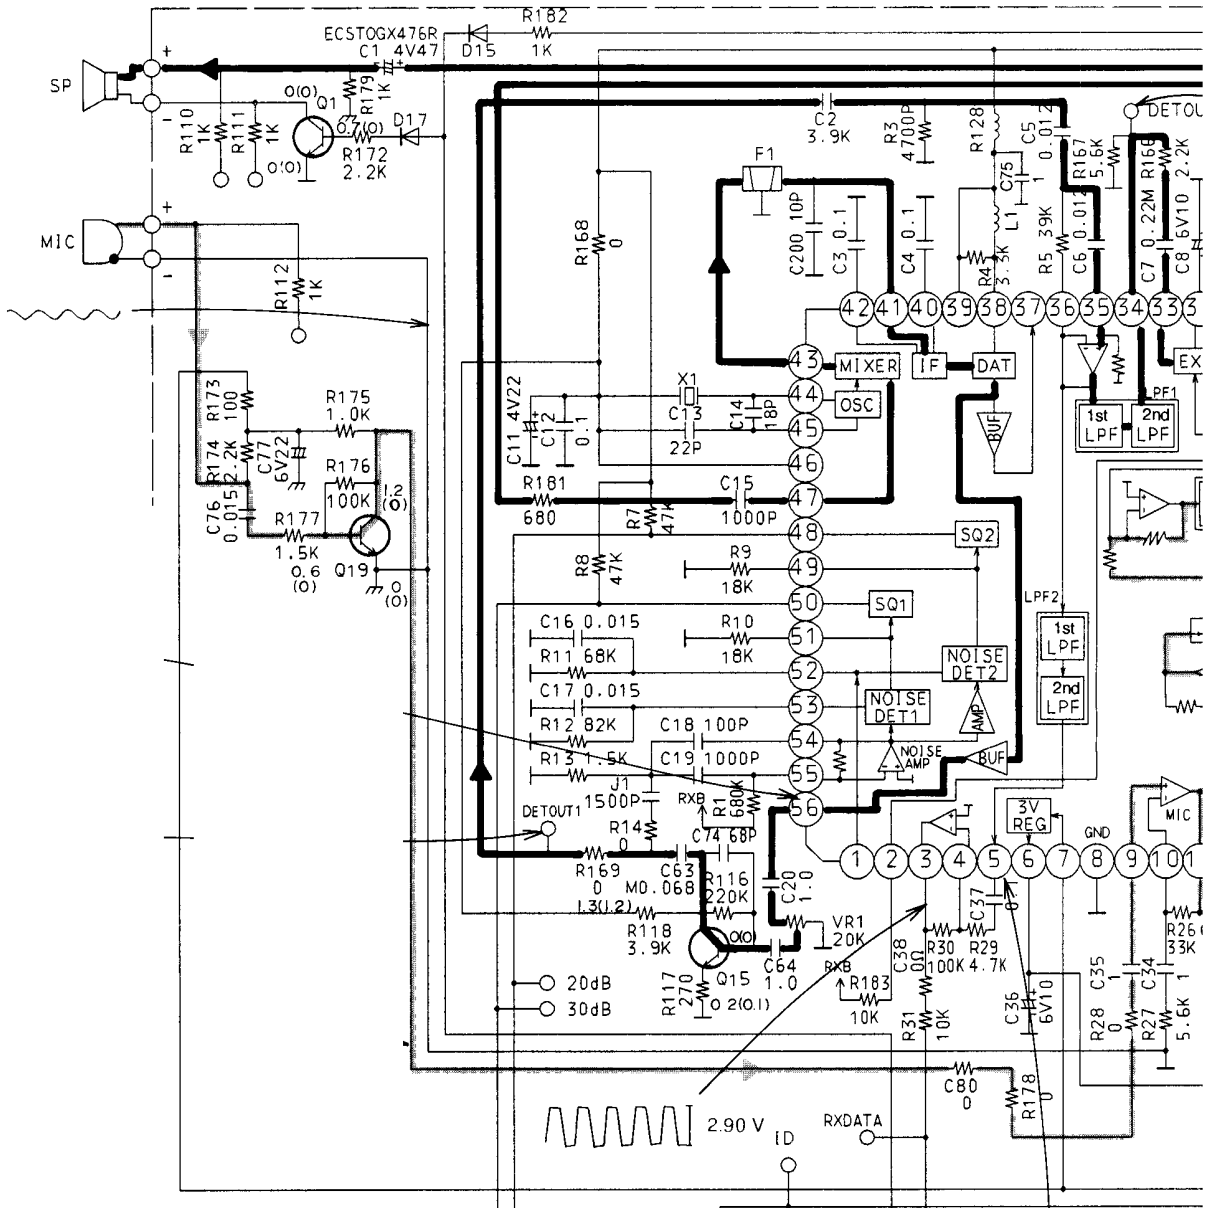 R182
1K
D15
ECSTOGX476R
C1 4V47
+
SP
-
R110
1K
R111
1K
R179
1K
0(0)
Q1
0.7(0)
D17
R172
2.2K
0(0)
C2
3.9K
R3
4700P
R128
C5
0.012
R167
5.6K
R166
2.2K
F1
C75
1
L1
C200 10P
C3 0.1
C4 0.1
R4
3.3K
R5 39K
C6 0.012
C7 0.22M
C8 6V10
MIC
+
-
R112
1K
R168
0
42
41
40
39
38
37
36
35
34
33
43
MIXER
IF
DAT
EX
X1
44
OSC
C13
22P
C14
18P
45
BUF
LPF1
1st
LPF
2nd
LPF
R173
100
R175
1.0K
R174
2.2K
C77
6V22
C11 4V22
C12
0.1
46
R176
100K
1.2
(0)
R181
680
C15
1000P
47
C76
0.015
R177
1.5K
0.6
(0)
Q19
0
(0)
R7
47K
48
SQ2
R8
47K
R9
18K
49
50
SQ1
LPF2
1st
LPF
2nd
LPF
C16 0.015
R10
18K
51
R11 68K
52
NOISE
DET2
C17 0.015
53
NOISE
DET1
AMP
R12 82K
C18 100P
54
NOISE
AMP
R13 1.5K
C19 1000P
55
BUF
J1
1500P
RXB
R1
680K
56
DETOUT1
R14
0
C74 68P
3V
REG
GND
MIC
1
2
3
4
5
6
7
8
9
10
R169
0
C63
M0.068
R116
220K
C20
1.0
C37
1.3(1.2)
R118
3.9K
0(0)
VR1
20K
C38
0Ω
R30
100K
R29
4.7K
R26
33K
Q15
C64
1.0
RXB
R183
10K
R117
270
0.2(0.1)
20dB
30dB
R31
10K
C36
6V10
C35
1
R28
0
C34
1
R27
5.6K
C80
0
R178
0
2.90 V
RXDATA
ID